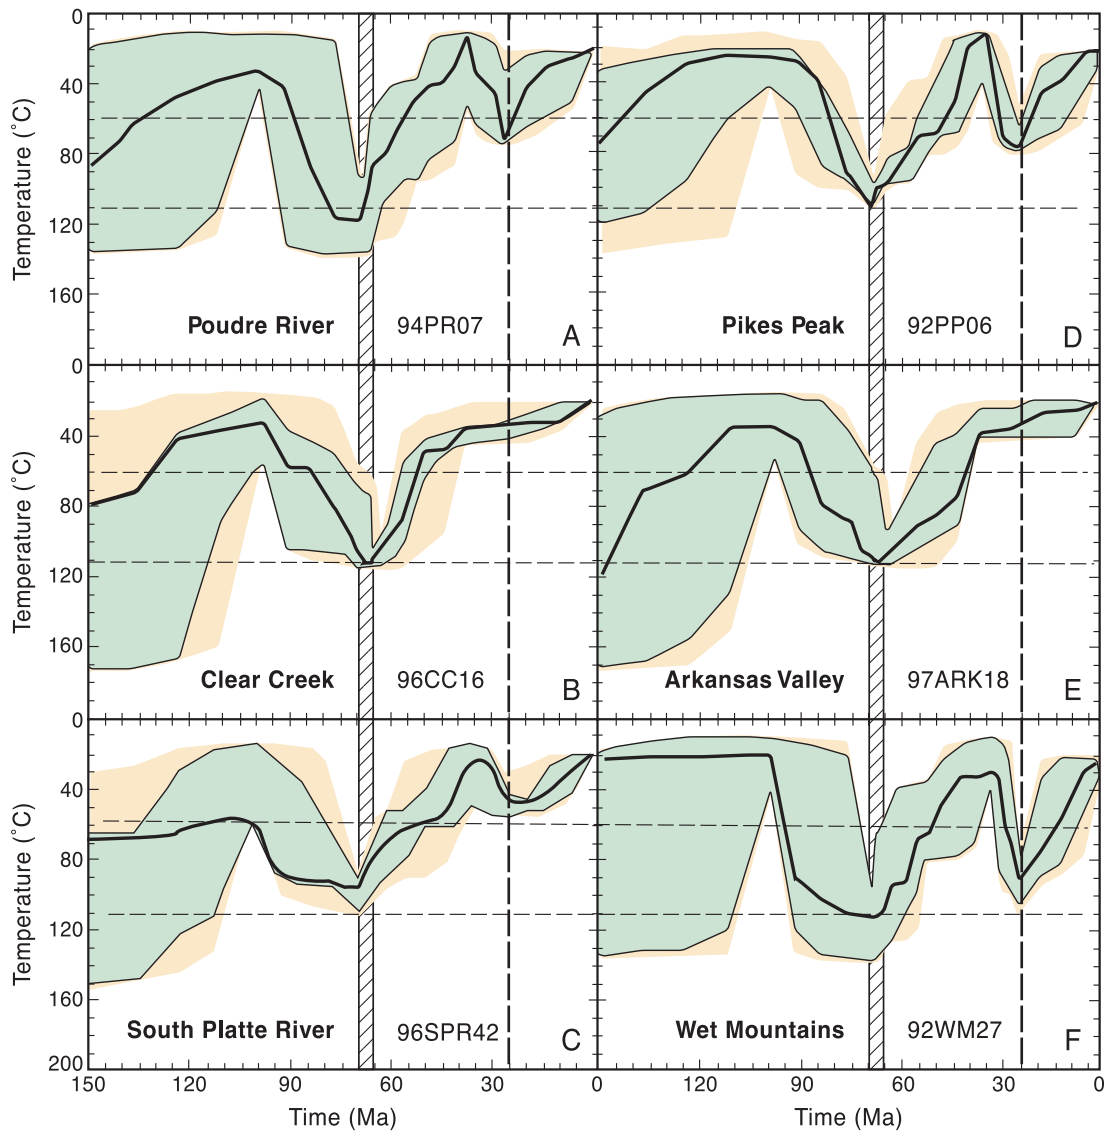 0
40
80
120
160
Temperature (˚C)
Poudre River 94PR07 A
Pikes Peak 92PP06 D
0
40
80
120
160
Temperature (˚C)
Clear Creek 96CC16 B
Arkansas Valley 97ARK18 E
0
40
80
120
160
200
Temperature (˚C)
South Platte River 96SPR42 C
Wet Mountains 92WM27 F
150 120 90 60 30 0 120 90 60 30 0
Time (Ma) Time (Ma)